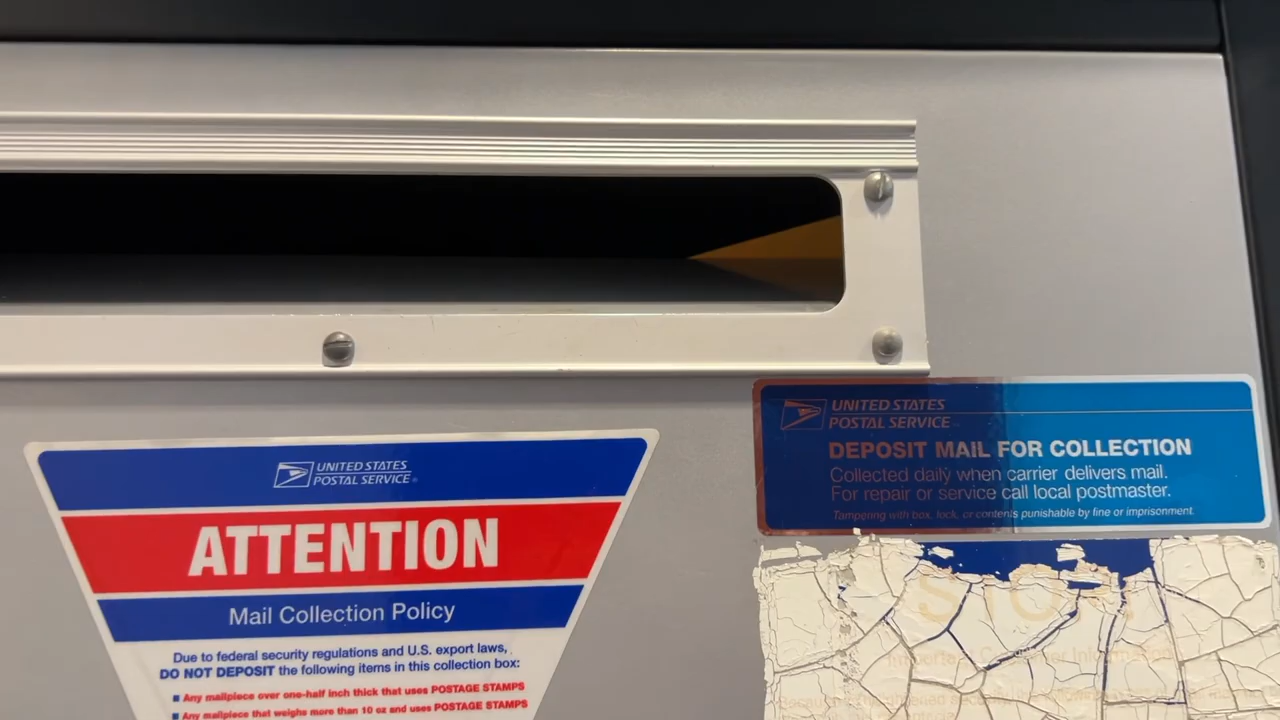 UNITED STATES
POSTAL SERVICE®
ATTENTION
Mail Collection Policy
Due to federal security regulations and U.S. export laws,
DO NOT DEPOSIT the following items in this collection box:
■ Any mailpiece over one-half inch thick that uses POSTAGE STAMPS
■ Any mailpiece that weighs more than 10 oz and uses POSTAGE STAMPS
UNITED STATES
POSTAL SERVICE
DEPOSIT MAIL FOR COLLECTION
Collected daily when carrier delivers mail.
For repair or service call local postmaster.
Tampering with box, lock, or contents punishable by fine or imprisonment.
STOP
Important Customer Information